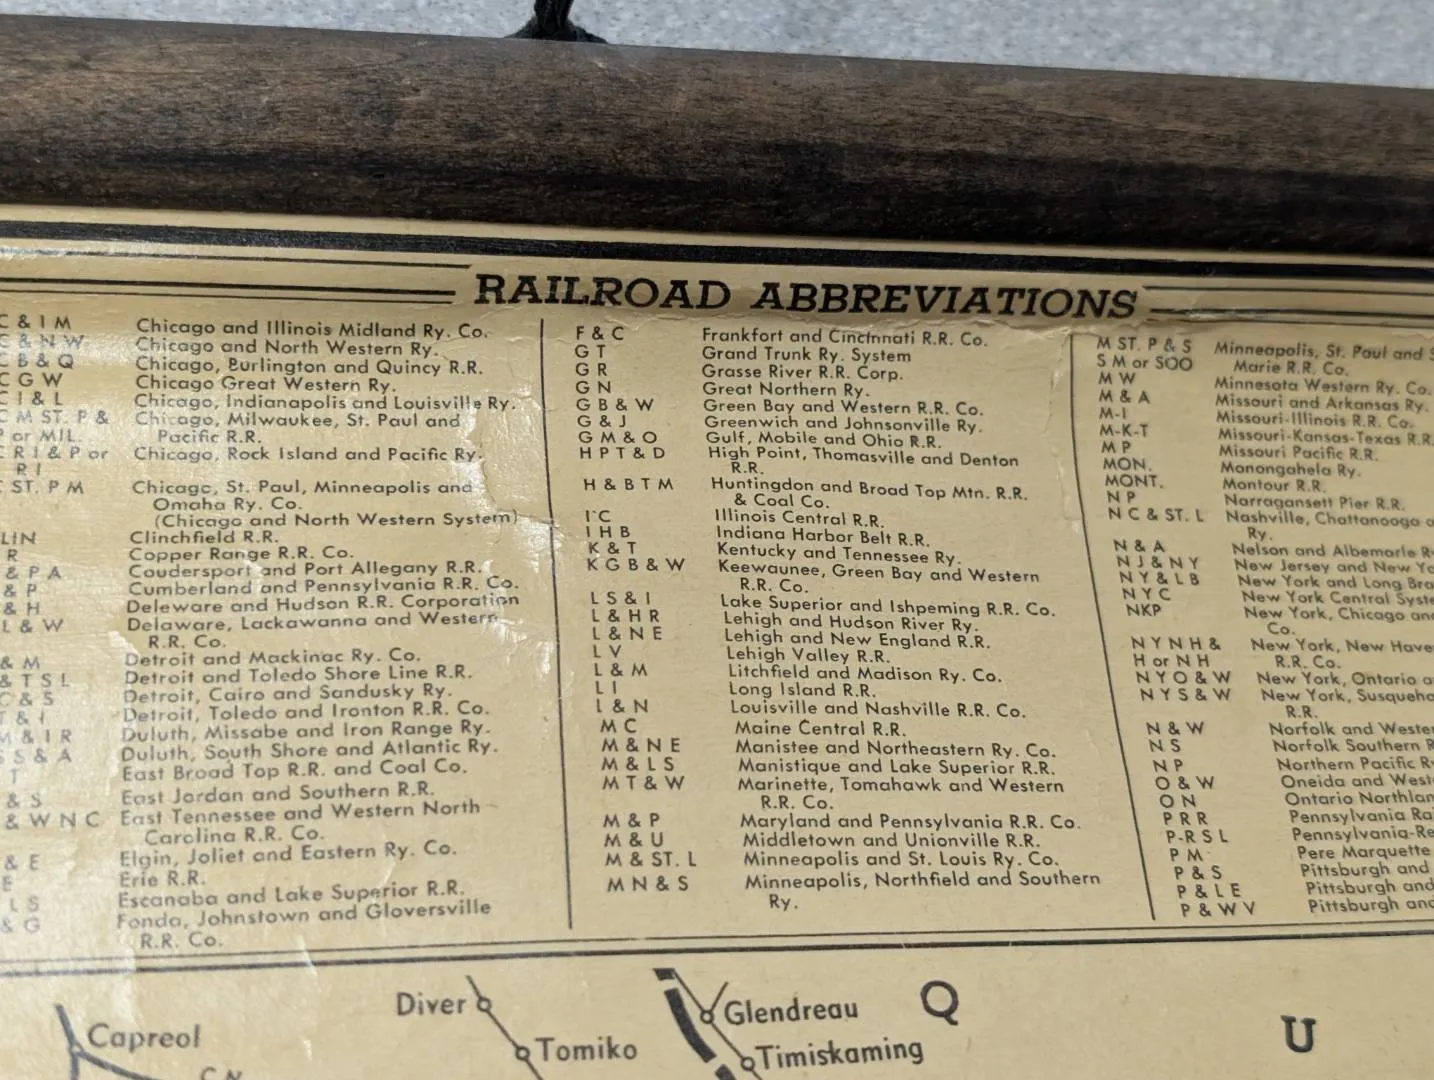 RAILROAD ABBREVIATIONS
C & I M Chicago and Illinois Midland Ry. Co.
C & N W Chicago and North Western Ry.
C B & Q Chicago, Burlington and Quincy R.R.
C G W Chicago Great Western Ry.
C I & L Chicago, Indianapolis and Louisville Ry.
C M ST. P & Chicago, Milwaukee, St. Paul and
P or MIL. Pacific R.R.
C R I & P or Chicago, Rock Island and Pacific Ry.
R I
C ST. P M Chicago, St. Paul, Minneapolis and
Omaha Ry. Co.
(Chicago and North Western System)
LIN Clinchfield R.R.
R Copper Range R.R. Co.
& P A Coudersport and Port Allegany R.R.
& P Cumberland and Pennsylvania R.R. Co.
& H Deleware and Hudson R.R. Corporation
L & W Delaware, Lackawanna and Western
R.R. Co.
& M Detroit and Mackinac Ry. Co.
& T S L Detroit and Toledo Shore Line R.R.
C & S Detroit, Cairo and Sandusky Ry.
T & I Detroit, Toledo and Ironton R.R. Co.
M & I R Duluth, Missabe and Iron Range Ry.
S S & A Duluth, South Shore and Atlantic Ry.
T East Broad Top R.R. and Coal Co.
& S East Jordan and Southern R.R.
& W N C East Tennessee and Western North
Carolina R.R. Co.
& E Elgin, Joliet and Eastern Ry. Co.
E Erie R.R.
L S Escanaba and Lake Superior R.R.
& G Fonda, Johnstown and Gloversville
R.R. Co.
F & C Frankfort and Cincinnati R.R. Co.
G T Grand Trunk Ry. System
G R Grasse River R.R. Corp.
G N Great Northern Ry.
G B & W Green Bay and Western R.R. Co.
G & J Greenwich and Johnsonville Ry.
G M & O Gulf, Mobile and Ohio R.R.
H P T & D High Point, Thomasville and Denton
R.R.
H & B T M Huntingdon and Broad Top Mtn. R.R.
& Coal Co.
I C Illinois Central R.R.
I H B Indiana Harbor Belt R.R.
K & T Kentucky and Tennessee Ry.
K G B & W Keewaunee, Green Bay and Western
R.R. Co.
L S & I Lake Superior and Ishpeming R.R. Co.
L & H R Lehigh and Hudson River Ry.
L & N E Lehigh and New England R.R.
L V Lehigh Valley R.R.
L & M Litchfield and Madison Ry. Co.
L I Long Island R.R.
L & N Louisville and Nashville R.R. Co.
M C Maine Central R.R.
M & N E Manistee and Northeastern Ry. Co.
M & L S Manistique and Lake Superior R.R.
M T & W Marinette, Tomahawk and Western
R.R. Co.
M & P Maryland and Pennsylvania R.R. Co.
M & U Middletown and Unionville R.R.
M & ST. L Minneapolis and St. Louis Ry. Co.
M N & S Minneapolis, Northfield and Southern
Ry.
M ST. P & S Minneapolis, St. Paul and S
S M or SOO Marie R.R. Co.
M W Minnesota Western Ry. Co.
M & A Missouri and Arkansas Ry.
M-I Missouri-Illinois R.R. Co.
M-K-T Missouri-Kansas-Texas R.R.
M P Missouri Pacific R.R.
MON. Monongahela Ry.
MONT. Montour R.R.
N P Narragansett Pier R.R.
N C & ST. L Nashville, Chattanooga a
Ry.
N & A Nelson and Albemarle R
N J & N Y New Jersey and New Yo
N Y & L B New York and Long Bra
N Y C New York Central Syste
NKP New York, Chicago and
Co.
N Y N H & New York, New Have
H or N H R.R. Co.
N Y O & W New York, Ontario a
N Y S & W New York, Susqueha
R.R.
N & W Norfolk and Weste
N S Norfolk Southern R
N P Northern Pacific R
O & W Oneida and West
O N Ontario Northlan
P R R Pennsylvania Ra
P-R S L Pennsylvania-Re
P M Pere Marquette
P & S Pittsburgh and
P & L E Pittsburgh and
P & W V Pittsburgh and
Capreol
C N
Diver
Tomiko
Glendreau
Timiskaming
Q
U